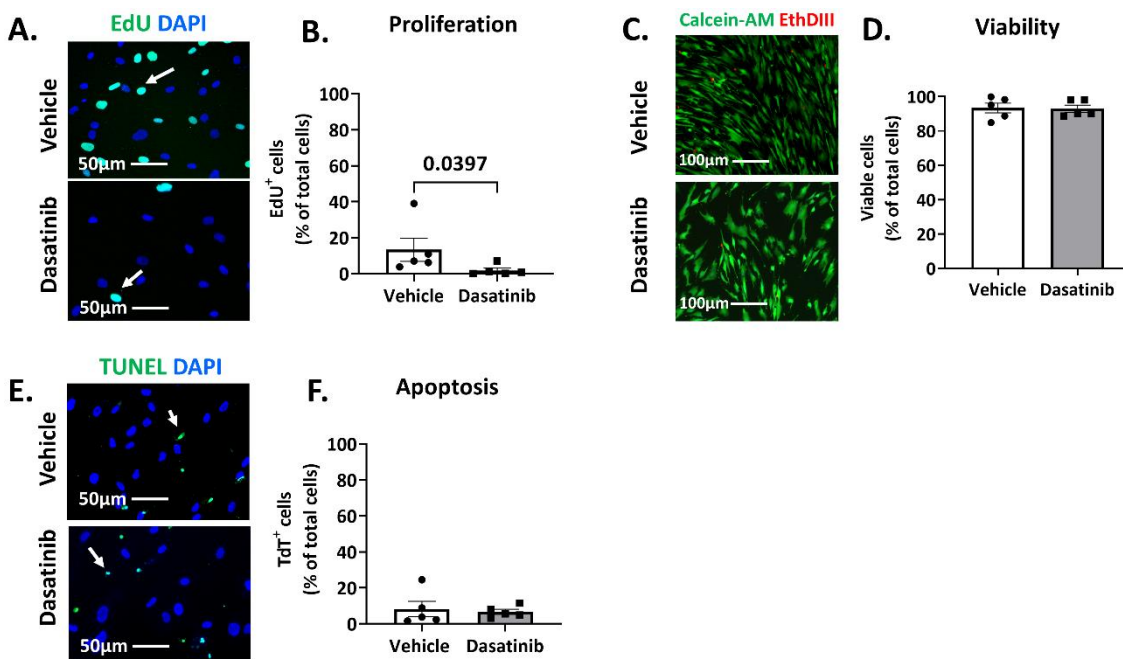 A.
EdU DAPI
Vehicle
50µm
Dasatinib
50µm
B.
Proliferation
EdU⁺ cells
(% of total cells)
100
80
60
40
20
0
0.0397
Vehicle
Dasatinib
C.
Calcein-AM EthDIII
Vehicle
100µm
Dasatinib
100µm
D.
Viability
Viable cells
(% of total cells)
100
80
60
40
20
0
Vehicle
Dasatinib
E.
TUNEL DAPI
Vehicle
50µm
Dasatinib
50µm
F.
Apoptosis
TdT⁺ cells
(% of total cells)
100
80
60
40
20
0
Vehicle
Dasatinib